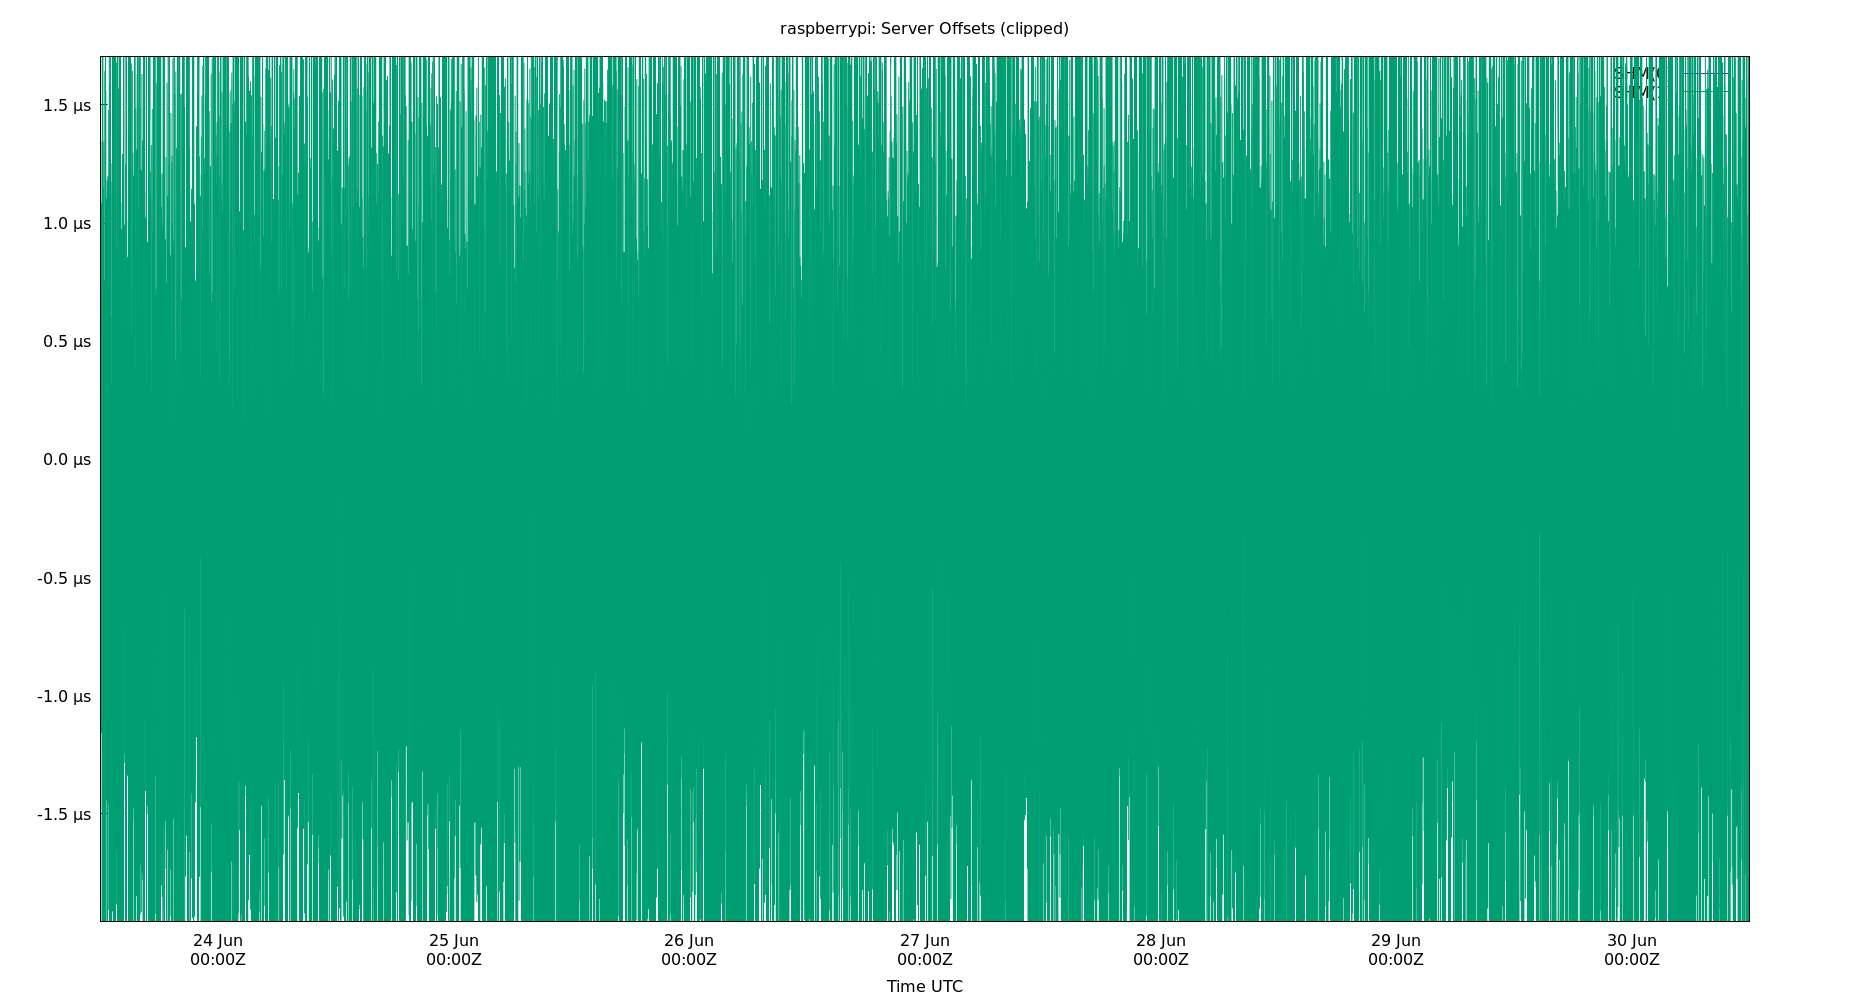 raspberrypi: Server Offsets (clipped)
1.5 µs
1.0 µs
0.5 µs
0.0 µs
-0.5 µs
-1.0 µs
-1.5 µs
24 Jun
00:00Z
25 Jun
00:00Z
26 Jun
00:00Z
27 Jun
00:00Z
28 Jun
00:00Z
29 Jun
00:00Z
30 Jun
00:00Z
Time UTC